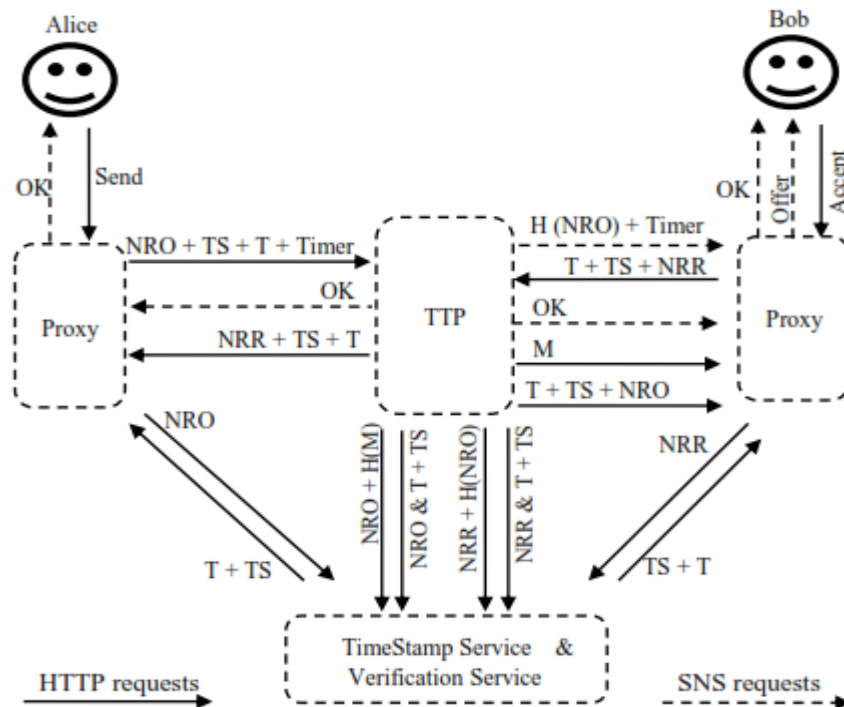 Alice
Bob
OK
Send
OK
Offer
Accept
NRO + TS + T + Timer
H (NRO) + Timer
T + TS + NRR
OK
OK
Proxy
TTP
Proxy
NRR + TS + T
M
T + TS + NRO
NRO
NRR
NRO + H(M)
NRO & T + TS
NRR + H(NRO)
NRR & T + TS
T + TS
TS + T
TimeStamp Service &
Verification Service
HTTP requests
SNS requests